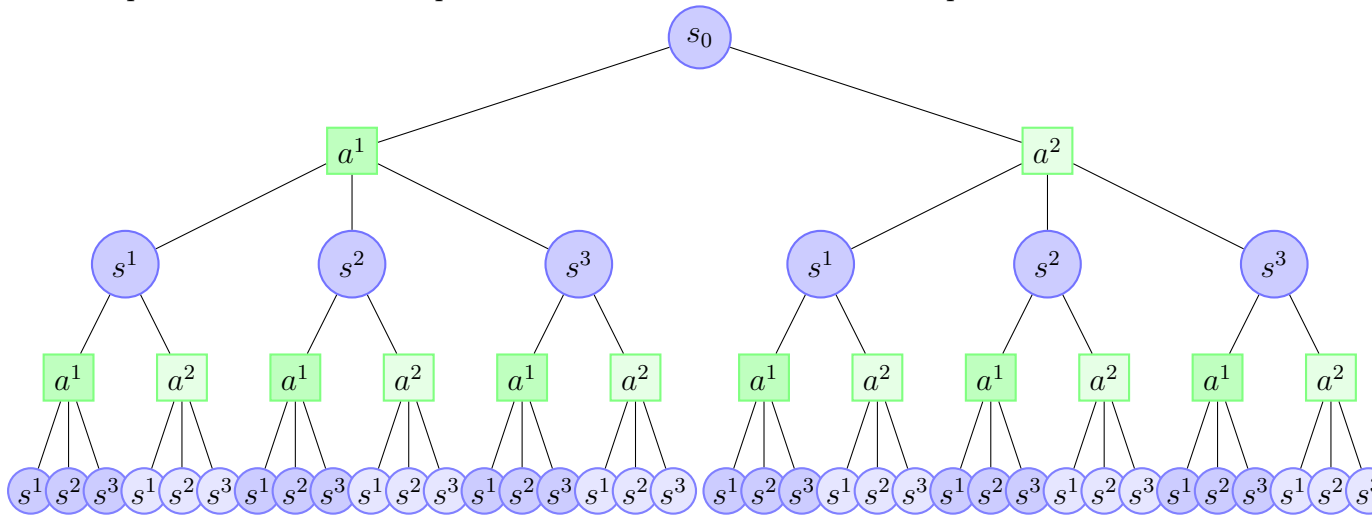 s₀
a¹ a²
s¹ s² s³ s¹ s² s³
a¹ a² a¹ a² a¹ a² a¹ a² a¹ a² a¹ a²
s¹ s² s³ s¹ s² s³ s¹ s² s³ s¹ s² s³ s¹ s² s³ s¹ s² s³ s¹ s² s³ s¹ s² s³ s¹ s² s³ s¹ s² s³ s¹ s² s³ s¹ s²